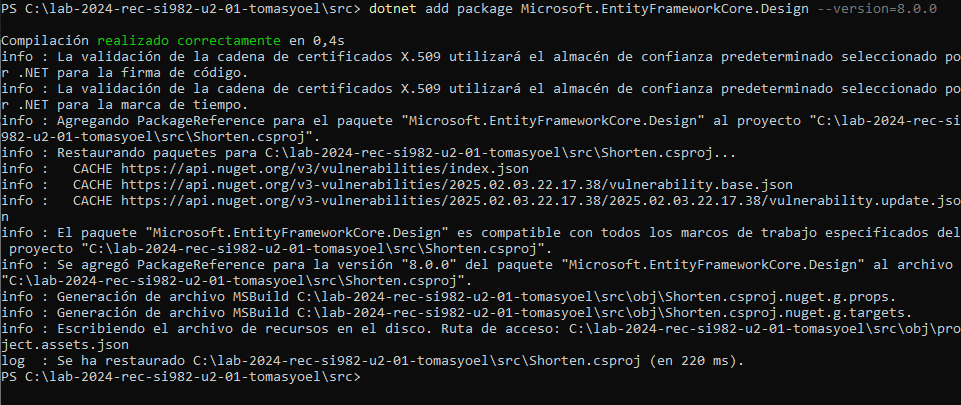 PS C:\lab-2024-rec-si982-u2-01-tomasyoel\src> dotnet add package Microsoft.EntityFrameworkCore.Design --version=8.0.0
Compilación realizado correctamente en 0,4s
info : La validación de la cadena de certificados X.509 utilizará el almacén de confianza predeterminado seleccionado po
r .NET para la firma de código.
info : La validación de la cadena de certificados X.509 utilizará el almacén de confianza predeterminado seleccionado po
r .NET para la marca de tiempo.
info : Agregando PackageReference para el paquete "Microsoft.EntityFrameworkCore.Design" al proyecto "C:\lab-2024-rec-si
982-u2-01-tomasyoel\src\Shorten.csproj".
info : Restaurando paquetes para C:\lab-2024-rec-si982-u2-01-tomasyoel\src\Shorten.csproj...
info :   CACHE https://api.nuget.org/v3/vulnerabilities/index.json
info :   CACHE https://api.nuget.org/v3-vulnerabilities/2025.02.03.22.17.38/vulnerability.base.json
info :   CACHE https://api.nuget.org/v3-vulnerabilities/2025.02.03.22.17.38/2025.02.03.22.17.38/vulnerability.update.jso
n
info : El paquete "Microsoft.EntityFrameworkCore.Design" es compatible con todos los marcos de trabajo especificados del
 proyecto "C:\lab-2024-rec-si982-u2-01-tomasyoel\src\Shorten.csproj".
info : Se agregó PackageReference para la versión "8.0.0" del paquete "Microsoft.EntityFrameworkCore.Design" al archivo
"C:\lab-2024-rec-si982-u2-01-tomasyoel\src\Shorten.csproj".
info : Generación de archivo MSBuild C:\lab-2024-rec-si982-u2-01-tomasyoel\src\obj\Shorten.csproj.nuget.g.props.
info : Generación de archivo MSBuild C:\lab-2024-rec-si982-u2-01-tomasyoel\src\obj\Shorten.csproj.nuget.g.targets.
info : Escribiendo el archivo de recursos en el disco. Ruta de acceso: C:\lab-2024-rec-si982-u2-01-tomasyoel\src\obj\pro
ject.assets.json
log  : Se ha restaurado C:\lab-2024-rec-si982-u2-01-tomasyoel\src\Shorten.csproj (en 220 ms).
PS C:\lab-2024-rec-si982-u2-01-tomasyoel\src>